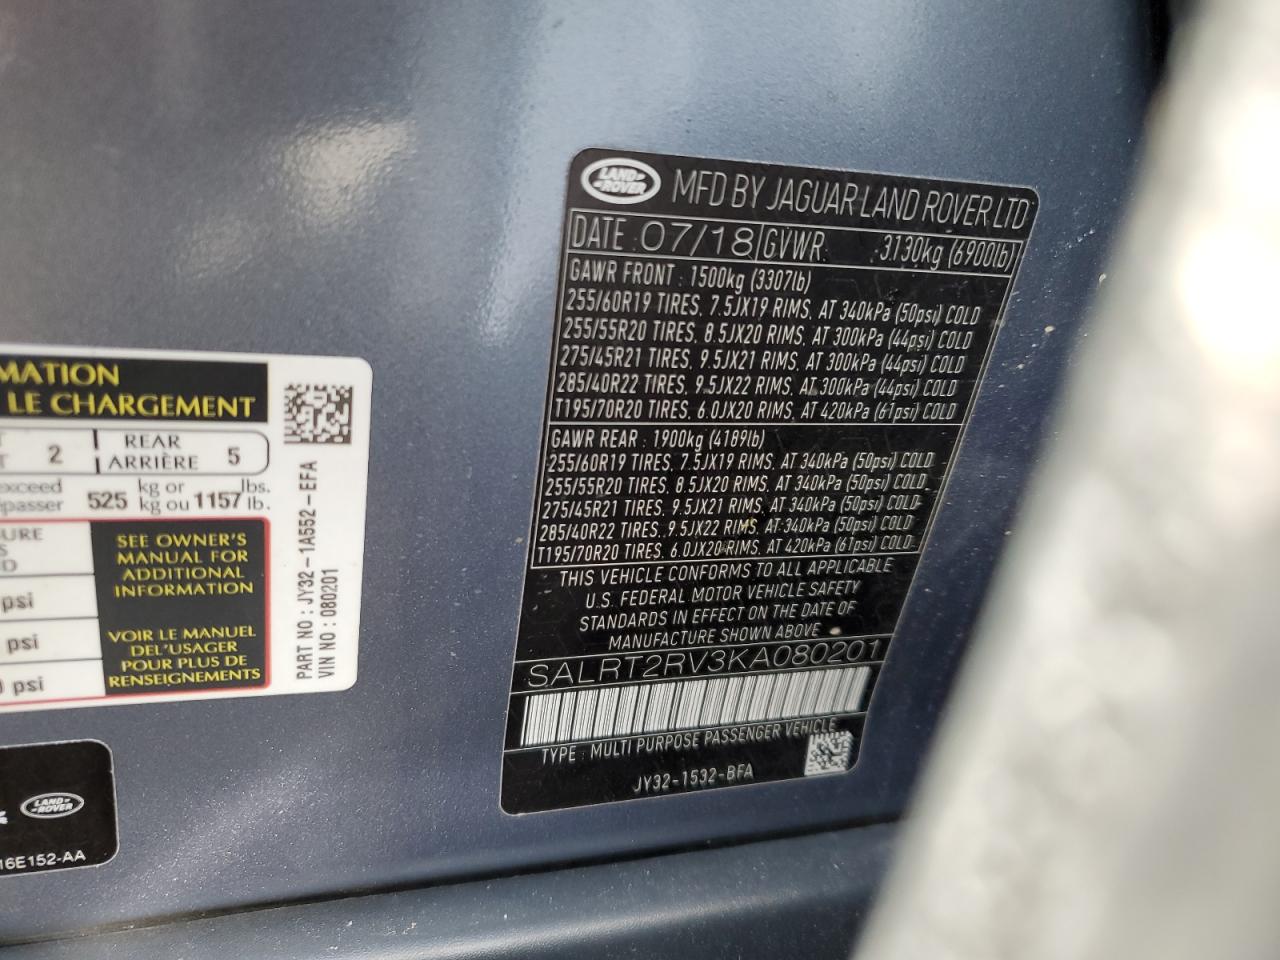 MATION
LE CHARGEMENT
2 REAR 5
ARRIÈRE
exceed 525 kg or 1157 lbs.
passer kg ou lb.
URE
S
D
psi
psi
psi
SEE OWNER'S
MANUAL FOR
ADDITIONAL
INFORMATION
VOIR LE MANUEL
DEL'USAGER
POUR PLUS DE
RENSEIGNEMENTS
PART NO : JY32-1A552-EFA
VIN NO : 080201
LAND
ROVER
16E152-AA
LAND
ROVER
MFD BY JAGUAR LAND ROVER LTD
DATE : 07/18 GVWR : 3130kg (6900lb)
GAWR FRONT : 1500kg (3307lb)
255/60R19 TIRES, 7.5JX19 RIMS, AT 340kPa (50psi) COLD
255/55R20 TIRES, 8.5JX20 RIMS, AT 300kPa (44psi) COLD
275/45R21 TIRES, 9.5JX21 RIMS, AT 300kPa (44psi) COLD
285/40R22 TIRES, 9.5JX22 RIMS, AT 300kPa (44psi) COLD
T195/70R20 TIRES, 6.0JX20 RIMS, AT 420kPa (61psi) COLD
GAWR REAR : 1900kg (4189lb)
255/60R19 TIRES, 7.5JX19 RIMS, AT 340kPa (50psi) COLD
255/55R20 TIRES, 8.5JX20 RIMS, AT 340kPa (50psi) COLD
275/45R21 TIRES, 9.5JX21 RIMS, AT 340kPa (50psi) COLD
285/40R22 TIRES, 9.5JX22 RIMS, AT 340kPa (50psi) COLD
T195/70R20 TIRES, 6.0JX20 RIMS, AT 420kPa (61psi) COLD
THIS VEHICLE CONFORMS TO ALL APPLICABLE
U.S. FEDERAL MOTOR VEHICLE SAFETY
STANDARDS IN EFFECT ON THE DATE OF
MANUFACTURE SHOWN ABOVE
SALRT2RV3KA080201
TYPE : MULTI PURPOSE PASSENGER VEHICLE
JY32-1532-BFA